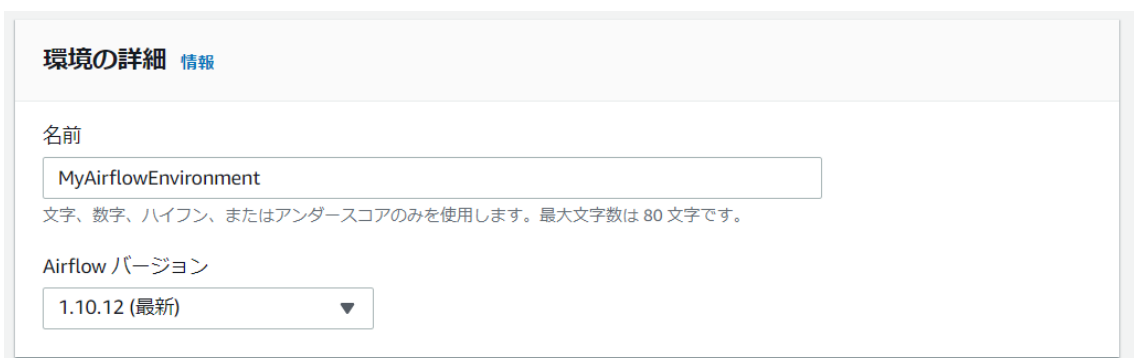 環境の詳細 情報
名前
MyAirflowEnvironment
文字、数字、ハイフン、またはアンダースコアのみを使用します。最大文字数は 80 文字です。
Airflow バージョン
1.10.12 (最新)